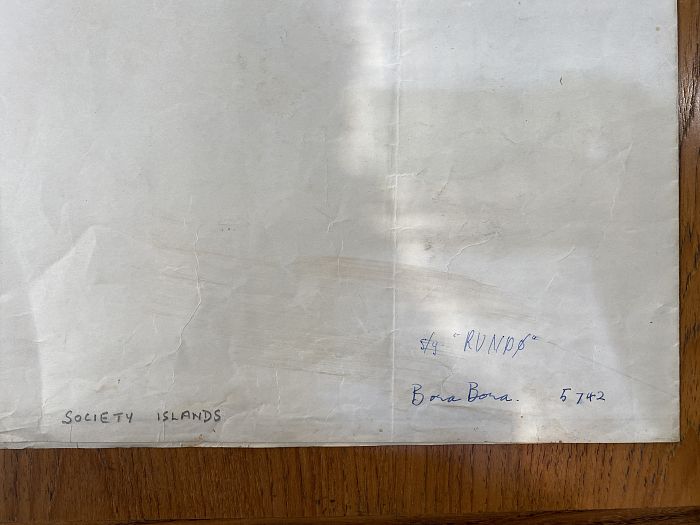 s/y "RUNDØ"
Bora Bora. 5742
SOCIETY ISLANDS